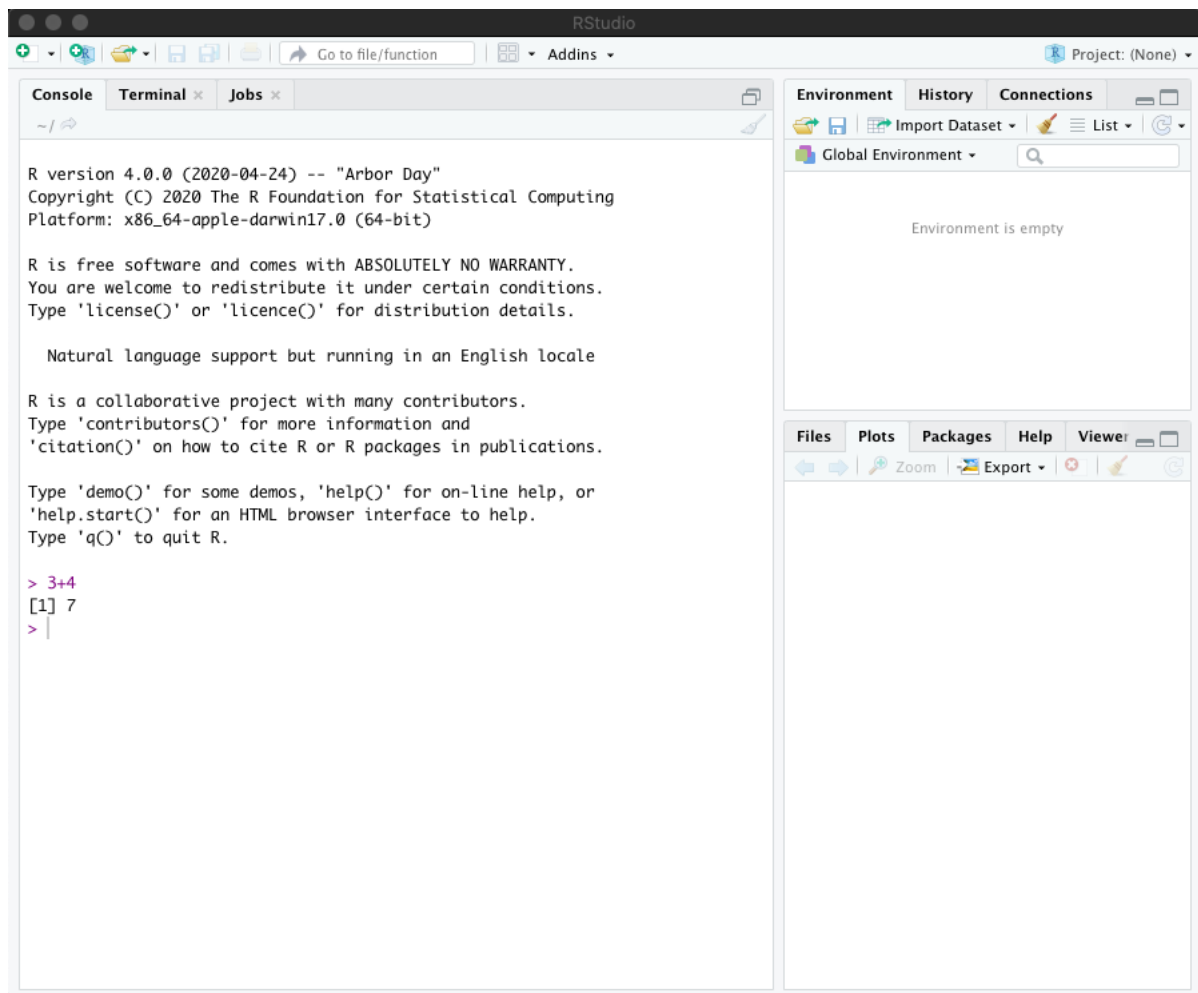 RStudio
Go to file/function Addins Project: (None)
Console Terminal Jobs
~/
R version 4.0.0 (2020-04-24) -- "Arbor Day"
Copyright (C) 2020 The R Foundation for Statistical Computing
Platform: x86_64-apple-darwin17.0 (64-bit)
R is free software and comes with ABSOLUTELY NO WARRANTY.
You are welcome to redistribute it under certain conditions.
Type 'license()' or 'licence()' for distribution details.
Natural language support but running in an English locale
R is a collaborative project with many contributors.
Type 'contributors()' for more information and
'citation()' on how to cite R or R packages in publications.
Type 'demo()' for some demos, 'help()' for on-line help, or
'help.start()' for an HTML browser interface to help.
Type 'q()' to quit R.
> 3+4
[1] 7
>
Environment History Connections
Import Dataset List
Global Environment
Environment is empty
Files Plots Packages Help Viewer
Zoom Export